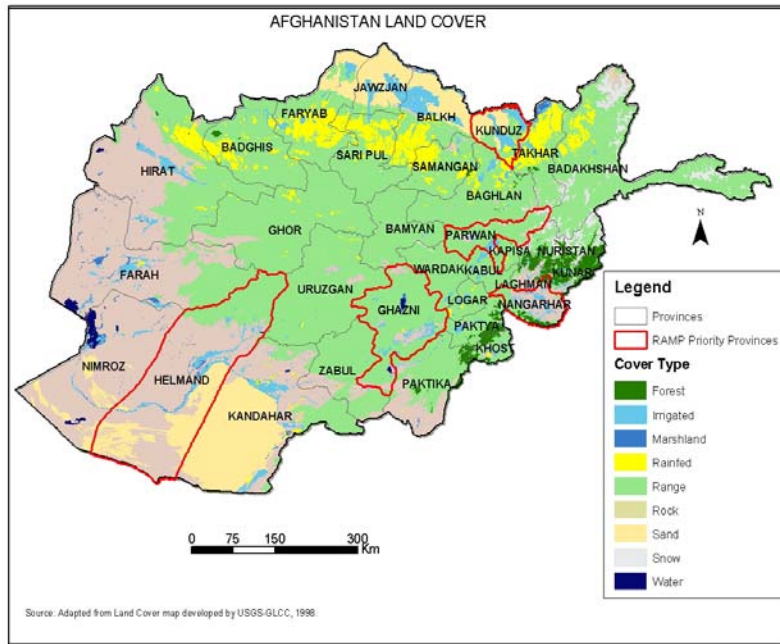 AFGHANISTAN LAND COVER
JAWZJAN
BALKH
KUNDUZ
FARYAB
TAKHAR
BADGHIS
SARI PUL
SAMANGAN
BADAKHSHAN
HIRAT
BAGHLAN
GHOR
BAMYAN
PARWAN
KAPISA
NURISTAN
KUNAR
WARDAK
KABUL
LAGHMAN
FARAH
URUZGAN
GHAZNI
LOGAR
NANGARHAR
PAKTYA
KHOST
NIMROZ
HELMAND
ZABUL
PAKTIKA
KANDAHAR
N
Legend
Provinces
RAMP Priority Provinces
Cover Type
Forest
Irrigated
Marshland
Rainfed
Range
Rock
Sand
Snow
Water
0 75 150 300
Km
Source: Adapted from Land Cover map developed by USGS-GLCC, 1998.